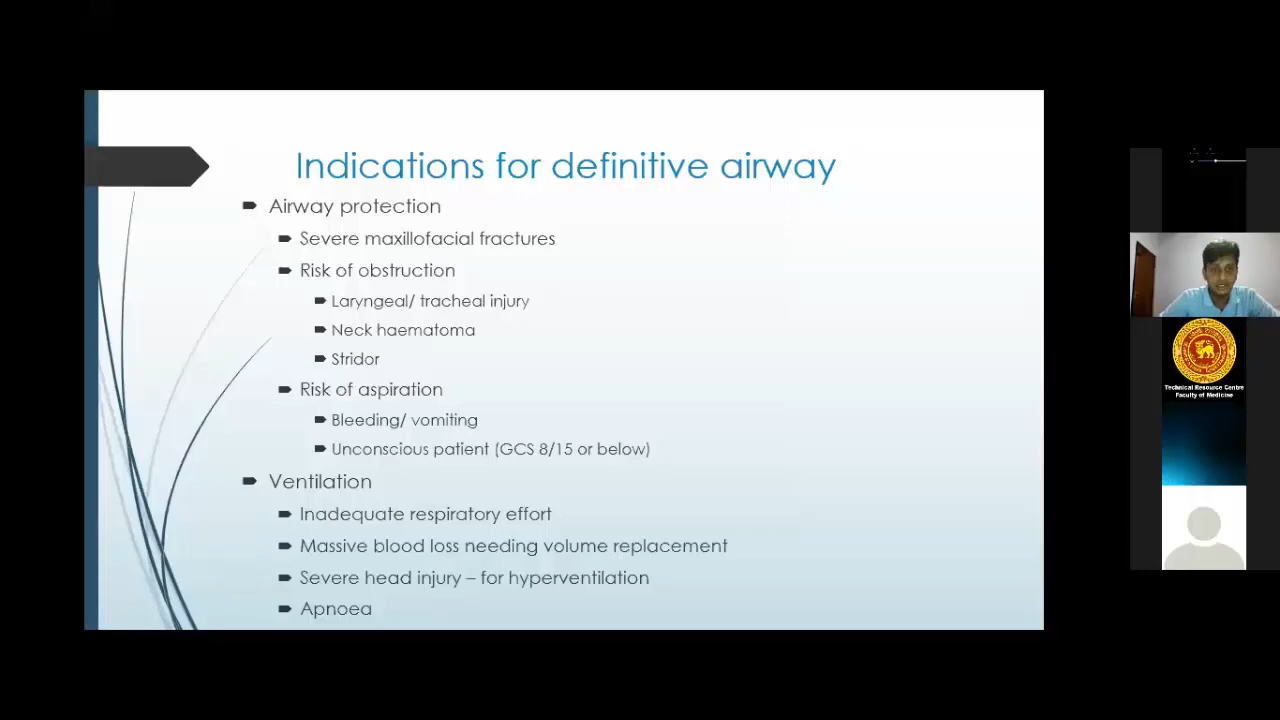 Indications for definitive airway
Airway protection
Severe maxillofacial fractures
Risk of obstruction
Laryngeal/ tracheal injury
Neck haematoma
Stridor
Risk of aspiration
Bleeding/ vomiting
Unconscious patient (GCS 8/15 or below)
Ventilation
Inadequate respiratory effort
Massive blood loss needing volume replacement
Severe head injury – for hyperventilation
Apnoea
Technical Resource Centre
Faculty of Medicine